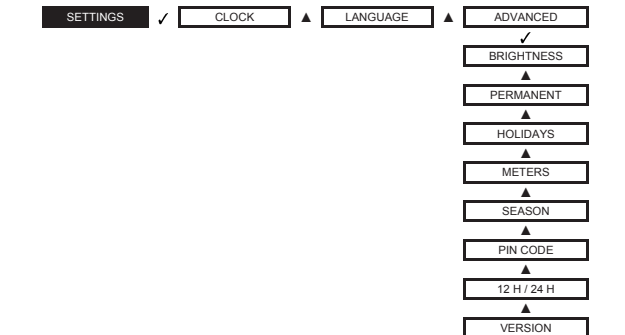 SETTINGS ✓ CLOCK ▲ LANGUAGE ▲ ADVANCED
✓
BRIGHTNESS
▲
PERMANENT
▲
HOLIDAYS
▲
METERS
▲
SEASON
▲
PIN CODE
▲
12 H / 24 H
▲
VERSION